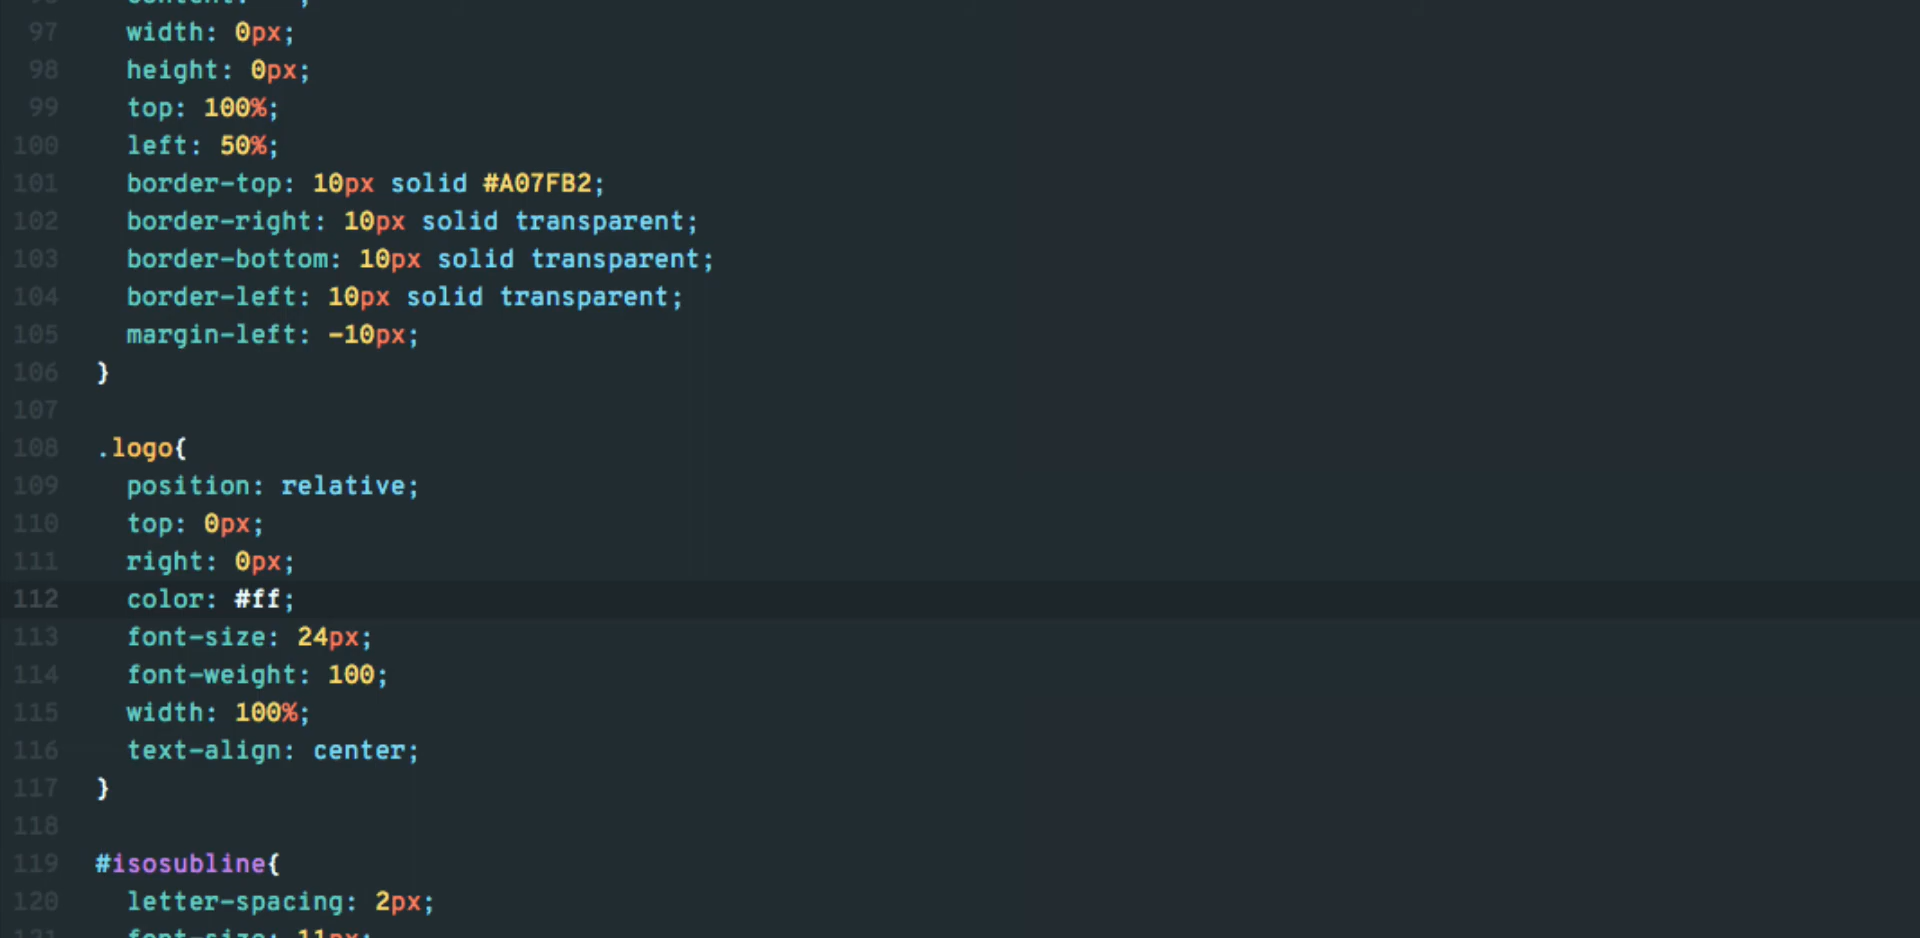 97 width: 0px;
98 height: 0px;
99 top: 100%;
100 left: 50%;
101 border-top: 10px solid #A07FB2;
102 border-right: 10px solid transparent;
103 border-bottom: 10px solid transparent;
104 border-left: 10px solid transparent;
105 margin-left: -10px;
106 }
107
108 .logo{
109 position: relative;
110 top: 0px;
111 right: 0px;
112 color: #ff;
113 font-size: 24px;
114 font-weight: 100;
115 width: 100%;
116 text-align: center;
117 }
118
119 #isosubline{
120 letter-spacing: 2px;
121 font-size: 11px;